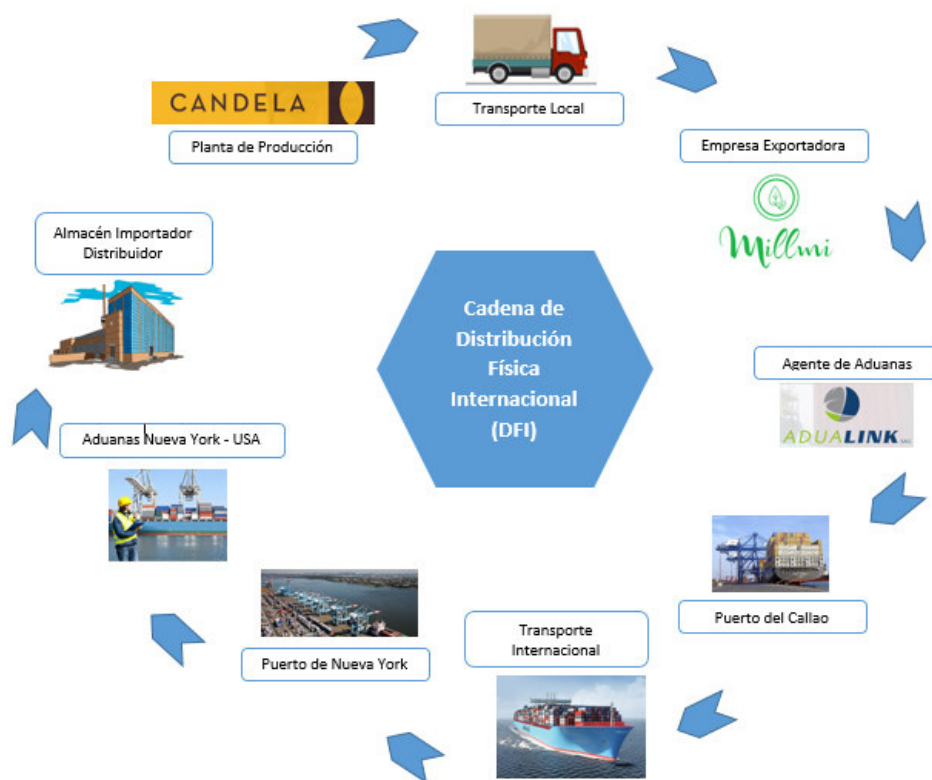 CANDELA
Planta de Producción
Transporte Local
Empresa Exportadora
Millmi
Agente de Aduanas
ADUALINK SAC
Puerto del Callao
Transporte
Internacional
Puerto de Nueva York
Aduanas Nueva York - USA
Almacén Importador
Distribuidor
Cadena de
Distribución
Física
Internacional
(DFI)